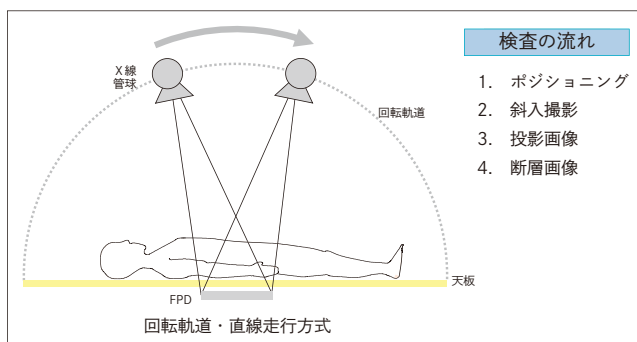 X線
管球
回転軌道
天板
FPD
回転軌道・直線走行方式
検査の流れ
1. ポジショニング
2. 斜入撮影
3. 投影画像
4. 断層画像